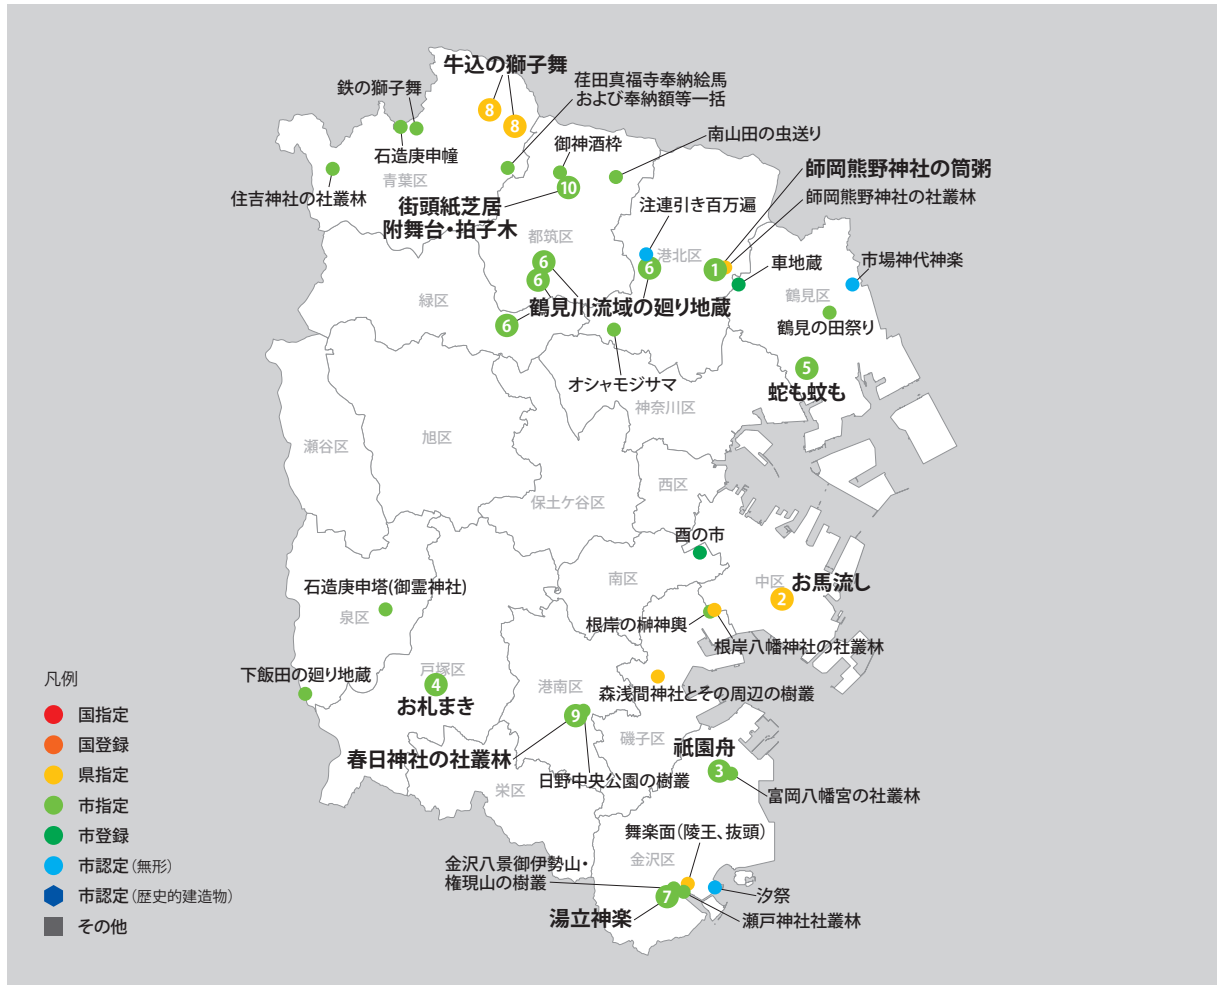 牛込の獅子舞
鉄の獅子舞
荏田真福寺奉納絵馬
および奉納額等一括
8
8
石造庚申幢
御神酒枠
南山田の虫送り
青葉区
住吉神社の社叢林
10
街頭紙芝居
附舞台・拍子木
師岡熊野神社の筒粥
師岡熊野神社の社叢林
注連引き百万遍
都筑区
港北区
6
6
1
6
車地蔵
市場神代神楽
鶴見区
緑区
鶴見川流域の廻り地蔵
6
鶴見の田祭り
オシャモジサマ
5
蛇も蚊も
神奈川区
瀬谷区
旭区
西区
保土ケ谷区
酉の市
南区
中区
お馬流し
2
石造庚申塔(御霊神社)
泉区
根岸の榊神輿
根岸八幡神社の社叢林
下飯田の廻り地蔵
戸塚区
4
お札まき
港南区
森浅間神社とその周辺の樹叢
9
磯子区
祇園舟
春日神社の社叢林
3
日野中央公園の樹叢
栄区
富岡八幡宮の社叢林
舞楽面(陵王、抜頭)
金沢区
金沢八景御伊勢山・
権現山の樹叢
7
汐祭
湯立神楽
瀬戸神社社叢林
凡例
国指定
国登録
県指定
市指定
市登録
市認定(無形)
市認定(歴史的建造物)
その他